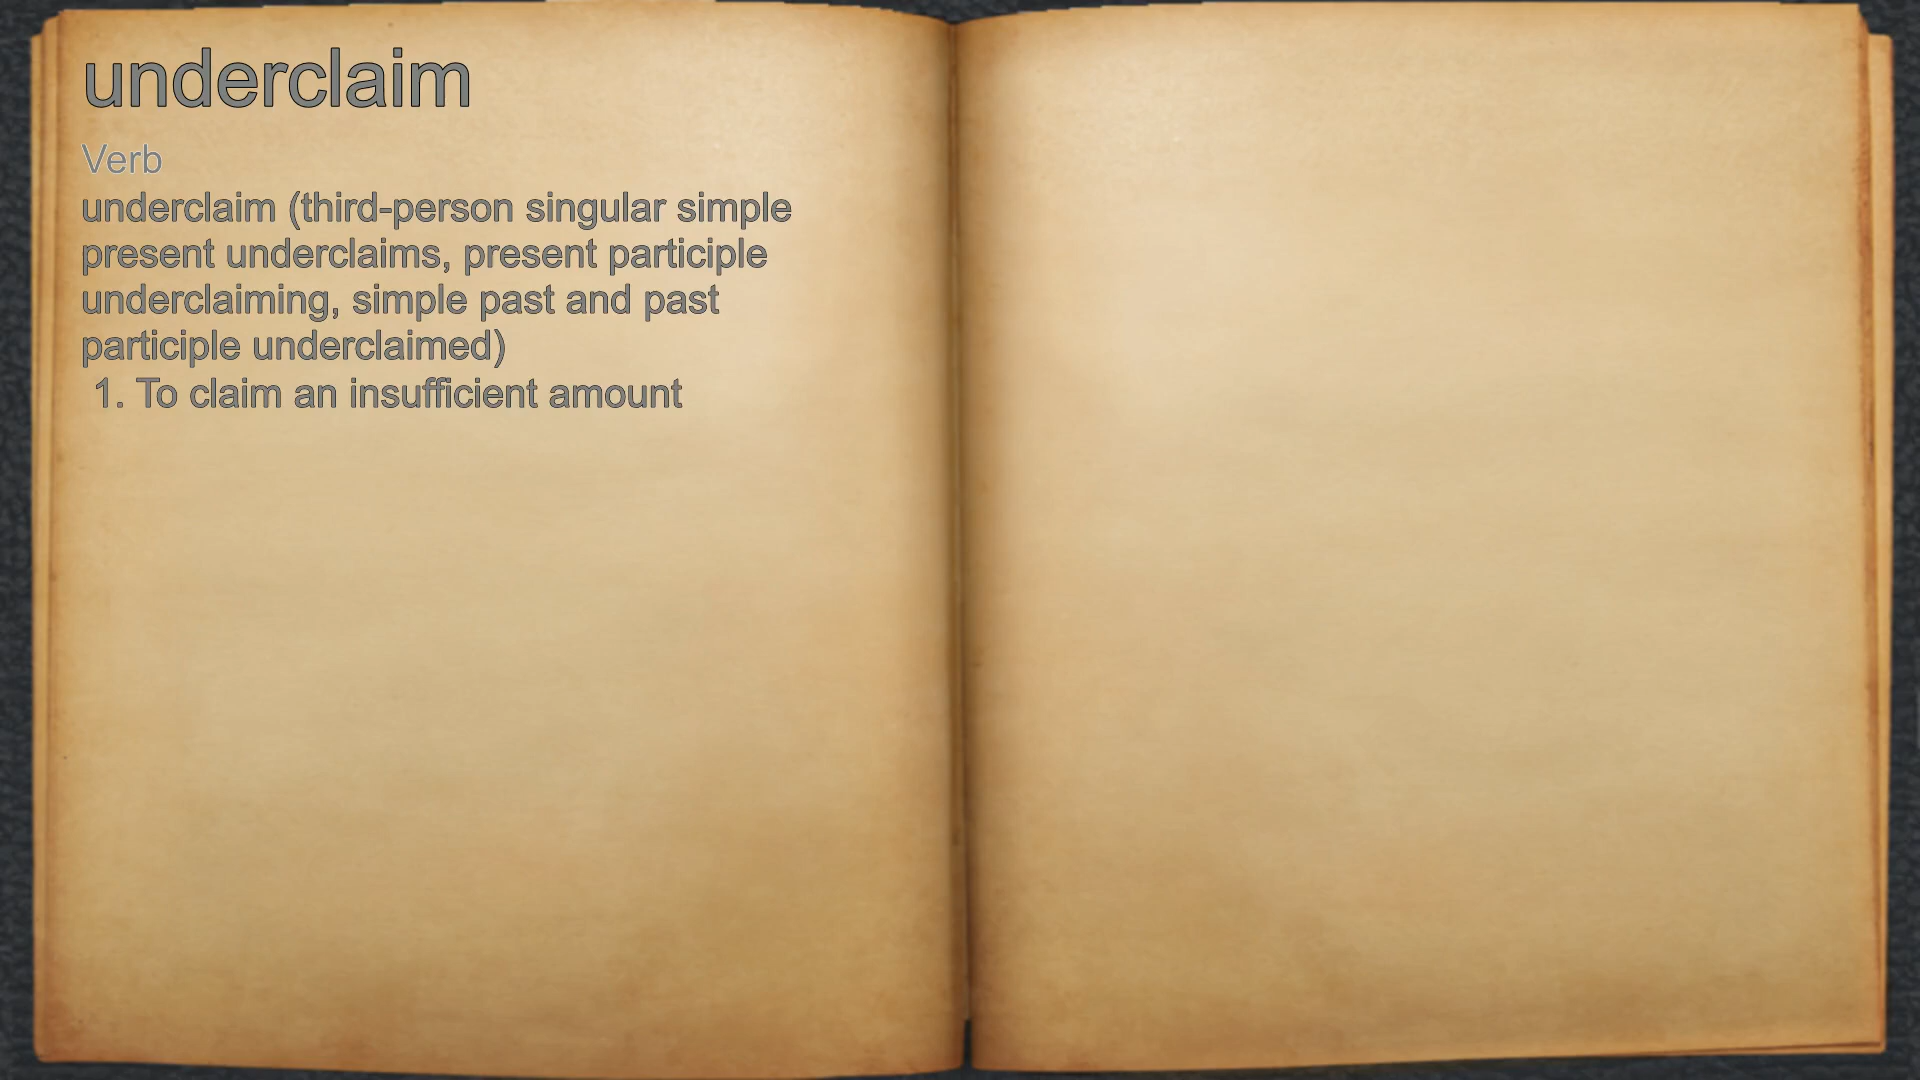 underclaim
Verb
underclaim (third-person singular simple
present underclaims, present participle
underclaiming, simple past and past
participle underclaimed)
1. To claim an insufficient amount